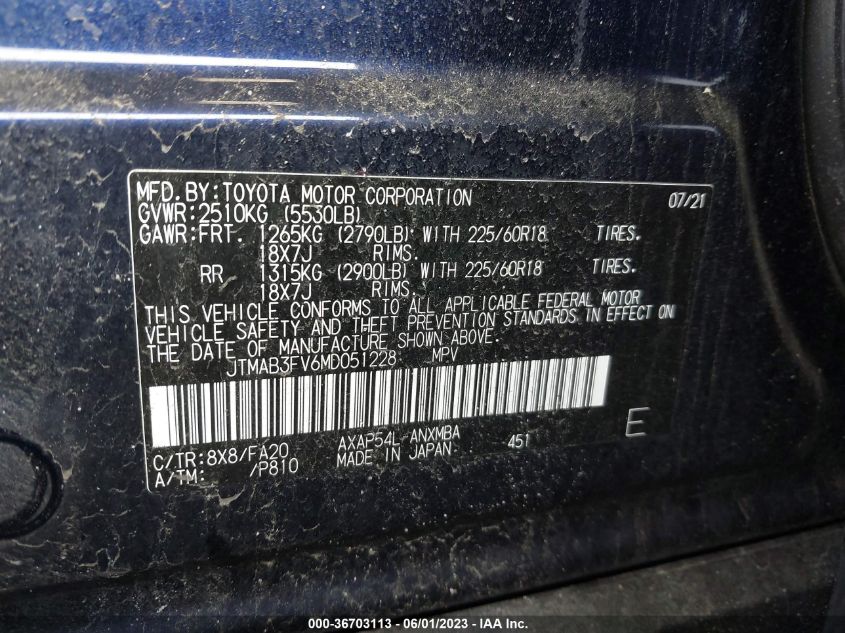 MFD.BY:TOYOTA MOTOR CORPORATION 07/21
GVWR:2510KG (5530LB)
GAWR:FRT. 1265KG (2790LB) WITH 225/60R18 TIRES.
18X7J RIMS.
RR 1315KG (2900LB) WITH 225/60R18 TIRES.
18X7J RIMS.
THIS VEHICLE CONFORMS TO ALL APPLICABLE FEDERAL MOTOR
VEHICLE SAFETY AND THEFT PREVENTION STANDARDS IN EFFECT ON
THE DATE OF MANUFACTURE SHOWN ABOVE.
JTMAB3FV6MD051228 MPV
C/TR:8X8/FA20 AXAP54L-ANXMBA 451 E
A/TM: /P810 MADE IN JAPAN
000-36703113 - 06/01/2023 - IAA Inc.